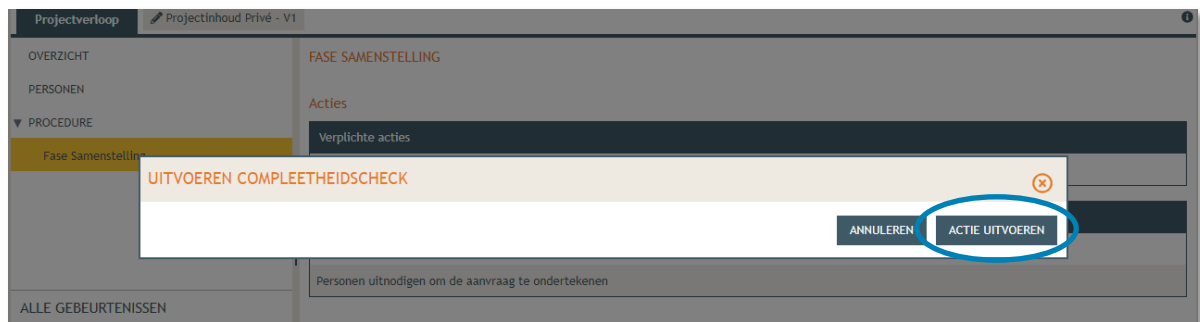 Projectverloop
Projectinhoud Privé - V1
OVERZICHT
PERSONEN
PROCEDURE
Fase Samenstelling
ALLE GEBEURTENISSEN
FASE SAMENSTELLING
Acties
Verplichte acties
UITVOEREN COMPLEETHEIDSCHECK
ANNULEREN
ACTIE UITVOEREN
Personen uitnodigen om de aanvraag te ondertekenen